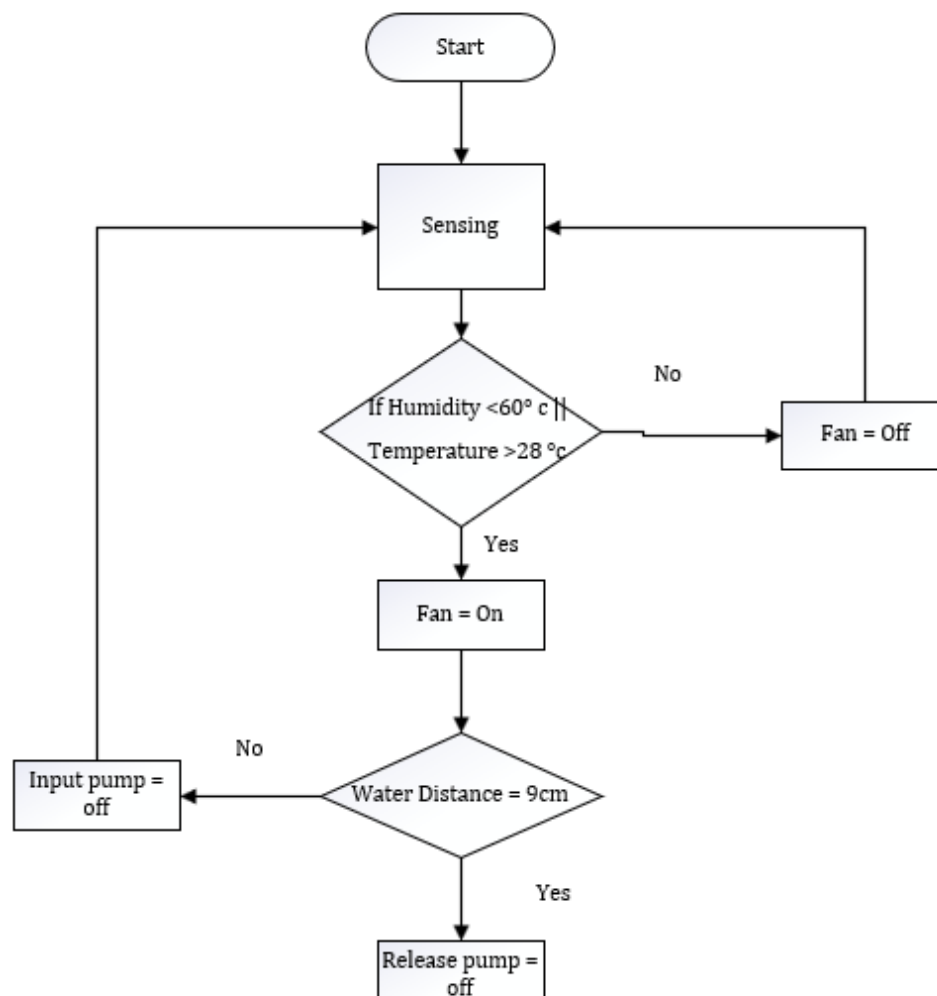 Start
Sensing
If Humidity <60° c ||
Temperature >28 °c
No
Fan = Off
Yes
Fan = On
Water Distance = 9cm
No
Input pump =
off
Yes
Release pump =
off